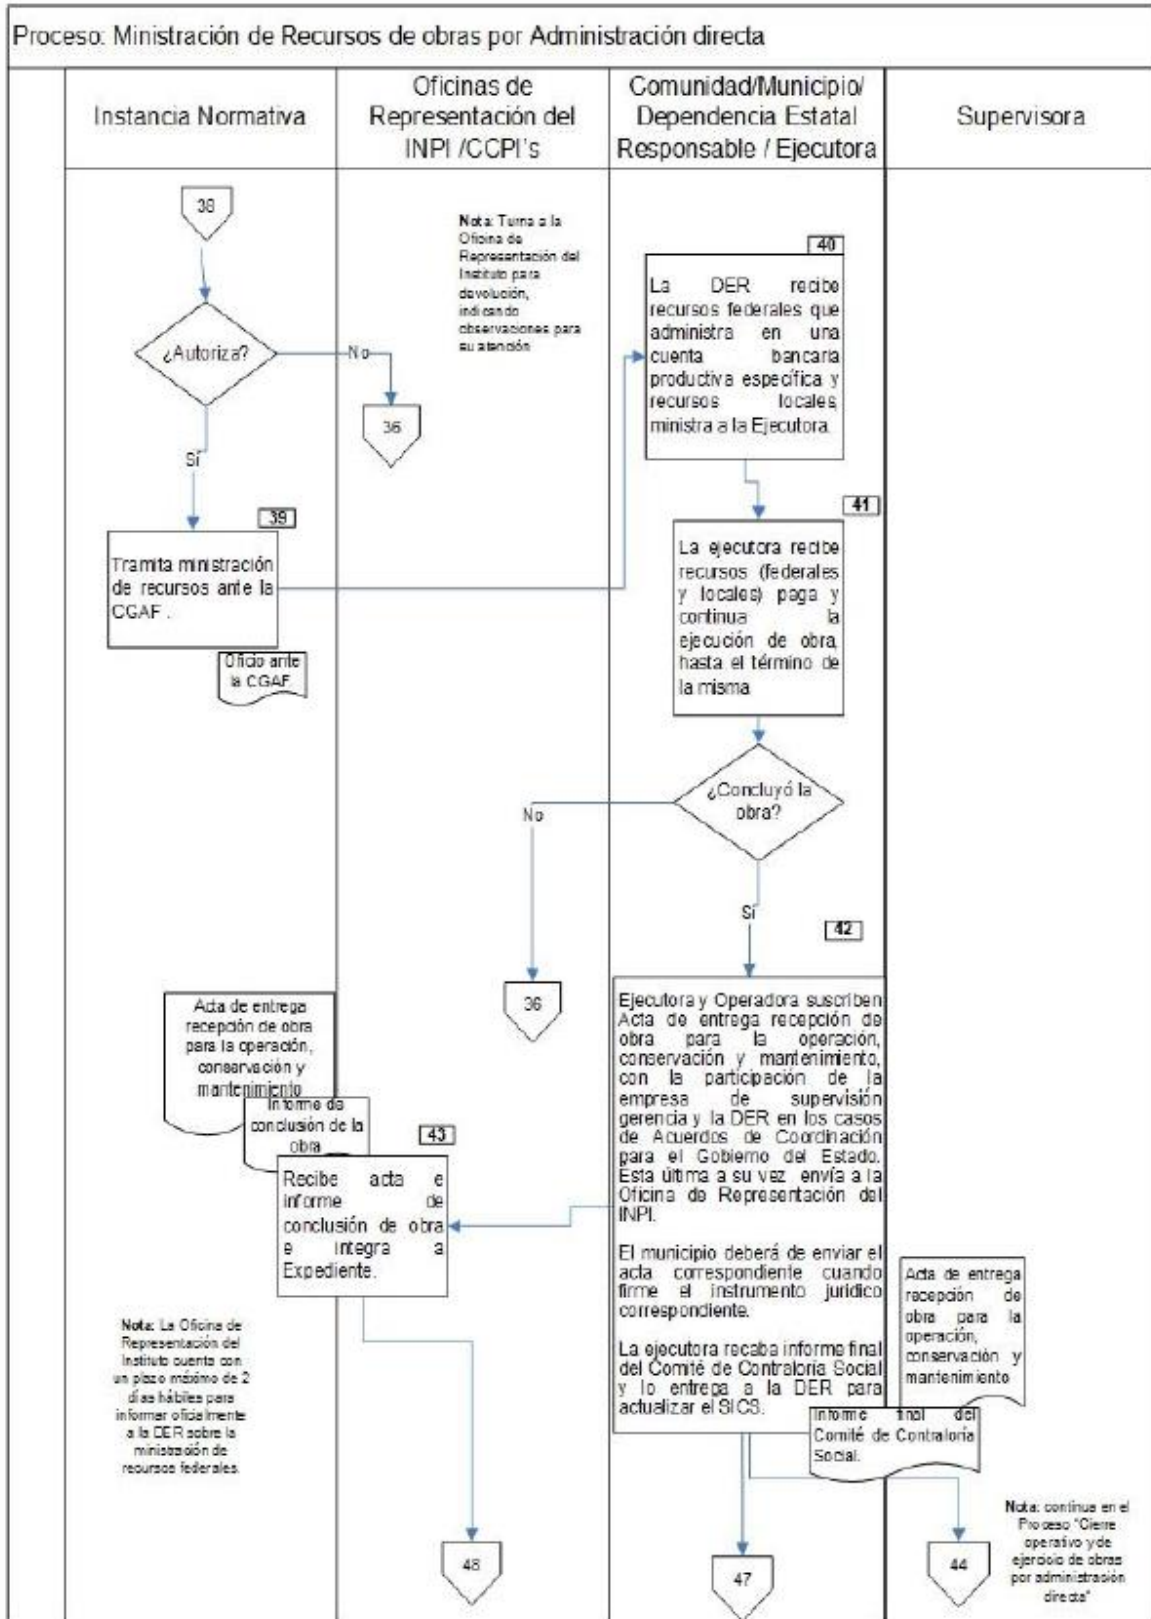 Proceso: Ministración de Recursos de obras por Administración directa
Instancia Normativa
Oficinas de
Representación del
INPI /CCPI's
Comunidad/Municipio/
Dependencia Estatal
Responsable / Ejecutora
Supervisora
38
¿Autoriza?
No
36
Sí
Nota: Turna a la
Oficina de
Representación del
Instituto para
devolución,
indicando
observaciones para
su atención
39
Tramita ministración
de recursos ante la
CGAF .
Oficio ante
la CGAF.
40
La DER recibe
recursos federales que
administra en una
cuenta bancaria
productiva específica y
recursos locales,
ministra a la Ejecutora.
41
La ejecutora recibe
recursos (federales
y locales) paga y
continua la
ejecución de obra,
hasta el término de
la misma
¿Concluyó la
obra?
No
36
Sí
42
Ejecutora y Operadora suscriben
Acta de entrega recepción de
obra para la operación,
conservación y mantenimiento,
con la participación de la
empresa de supervisión
gerencia y la DER en los casos
de Acuerdos de Coordinación
para el Gobierno del Estado.
Esta última a su vez envía a la
Oficina de Representación del
INPI.
El municipio deberá de enviar el
acta correspondiente cuando
firme el instrumento jurídico
correspondiente.
La ejecutora recaba informe final
del Comité de Contraloría Social
y lo entrega a la DER para
actualizar el SICS.
Acta de entrega
recepción de obra
para la operación,
conservación y
mantenimiento
Informe de
conclusión de la
obra
43
Recibe acta e
informe de
conclusión de obra
e integra a
Expediente.
Nota: La Oficina de
Representación del
Instituto cuenta con
un plazo máximo de 2
días hábiles para
informar oficialmente
a la DER sobre la
ministración de
recursos federales.
Acta de entrega
recepción de
obra para la
operación,
conservación y
mantenimiento
Informe final del
Comité de Contraloría
Social.
48
47
44
Nota: continua en el
Proceso "Cierre
operativo y de
ejercicio de obras
por administración
directa"